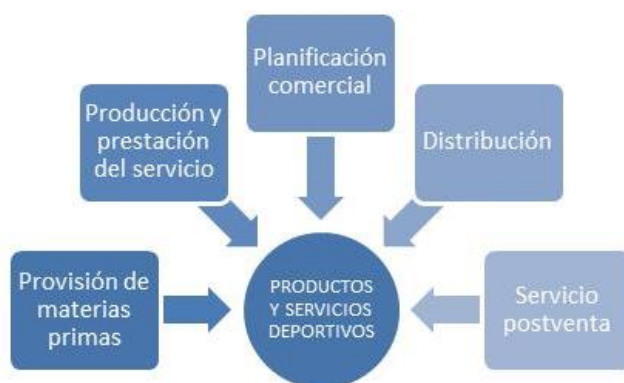 Planificación
comercial
Producción y
prestación
del servicio
Distribución
Provisión de
materias
primas
PRODUCTOS
Y SERVICIOS
DEPORTIVOS
Servicio
postventa